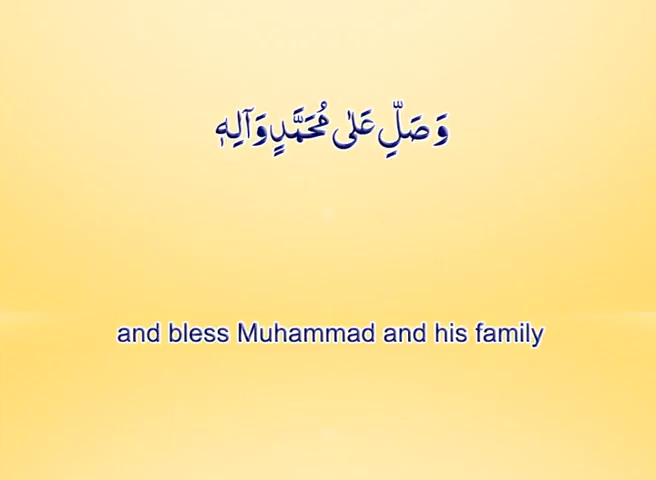 وَ صَلِّ عَلٰى مُحَمَّدٍ وَآلِهٖ
and bless Muhammad and his family